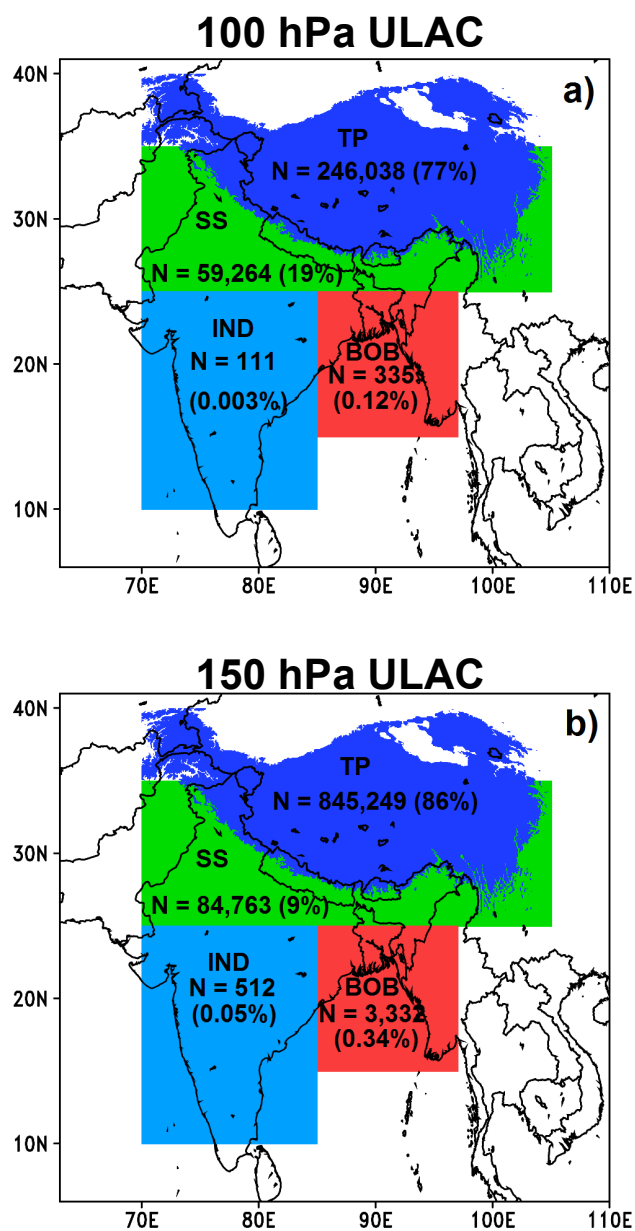 100 hPa ULAC
a)
40N
TP
N = 246,038 (77%)
30N
SS
N = 59,264 (19%)
IND
N = 111
(0.003%)
20N
BOB
N = 335
(0.12%)
10N
70E 80E 90E 100E 110E
150 hPa ULAC
b)
40N
TP
N = 845,249 (86%)
30N
SS
N = 84,763 (9%)
IND
N = 512
(0.05%)
20N
BOB
N = 3,332
(0.34%)
10N
70E 80E 90E 100E 110E